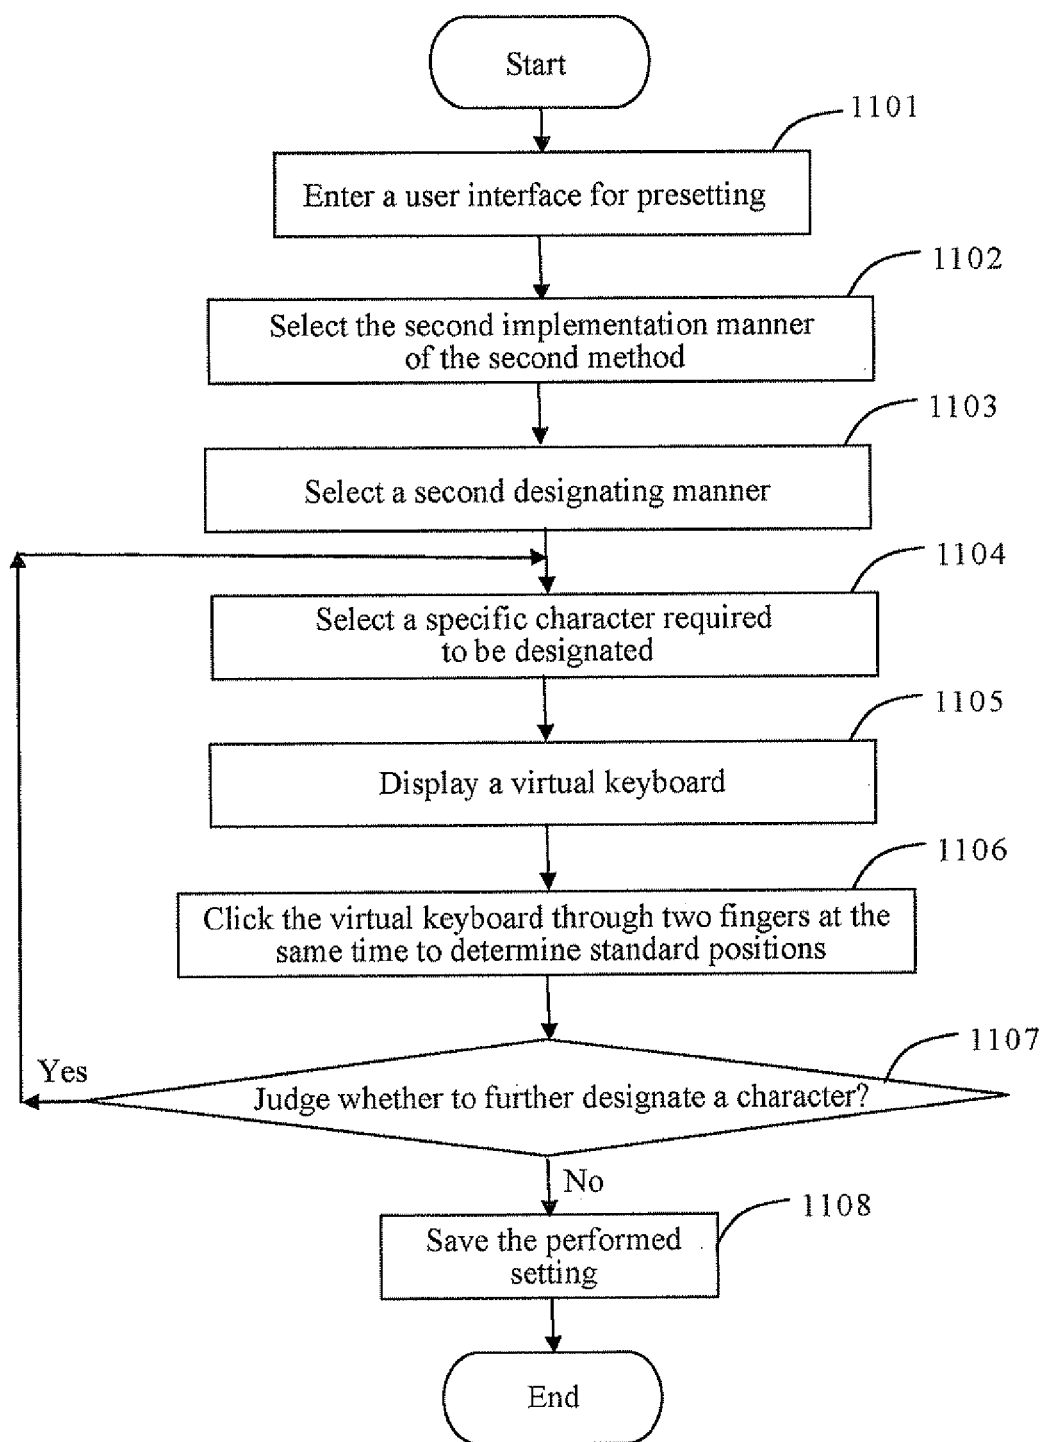 Start
1101
Enter a user interface for presetting
1102
Select the second implementation manner
of the second method
1103
Select a second designating manner
1104
Select a specific character required
to be designated
1105
Display a virtual keyboard
1106
Click the virtual keyboard through two fingers at the
same time to determine standard positions
1107
Yes
Judge whether to further designate a character?
No
1108
Save the performed
setting
End